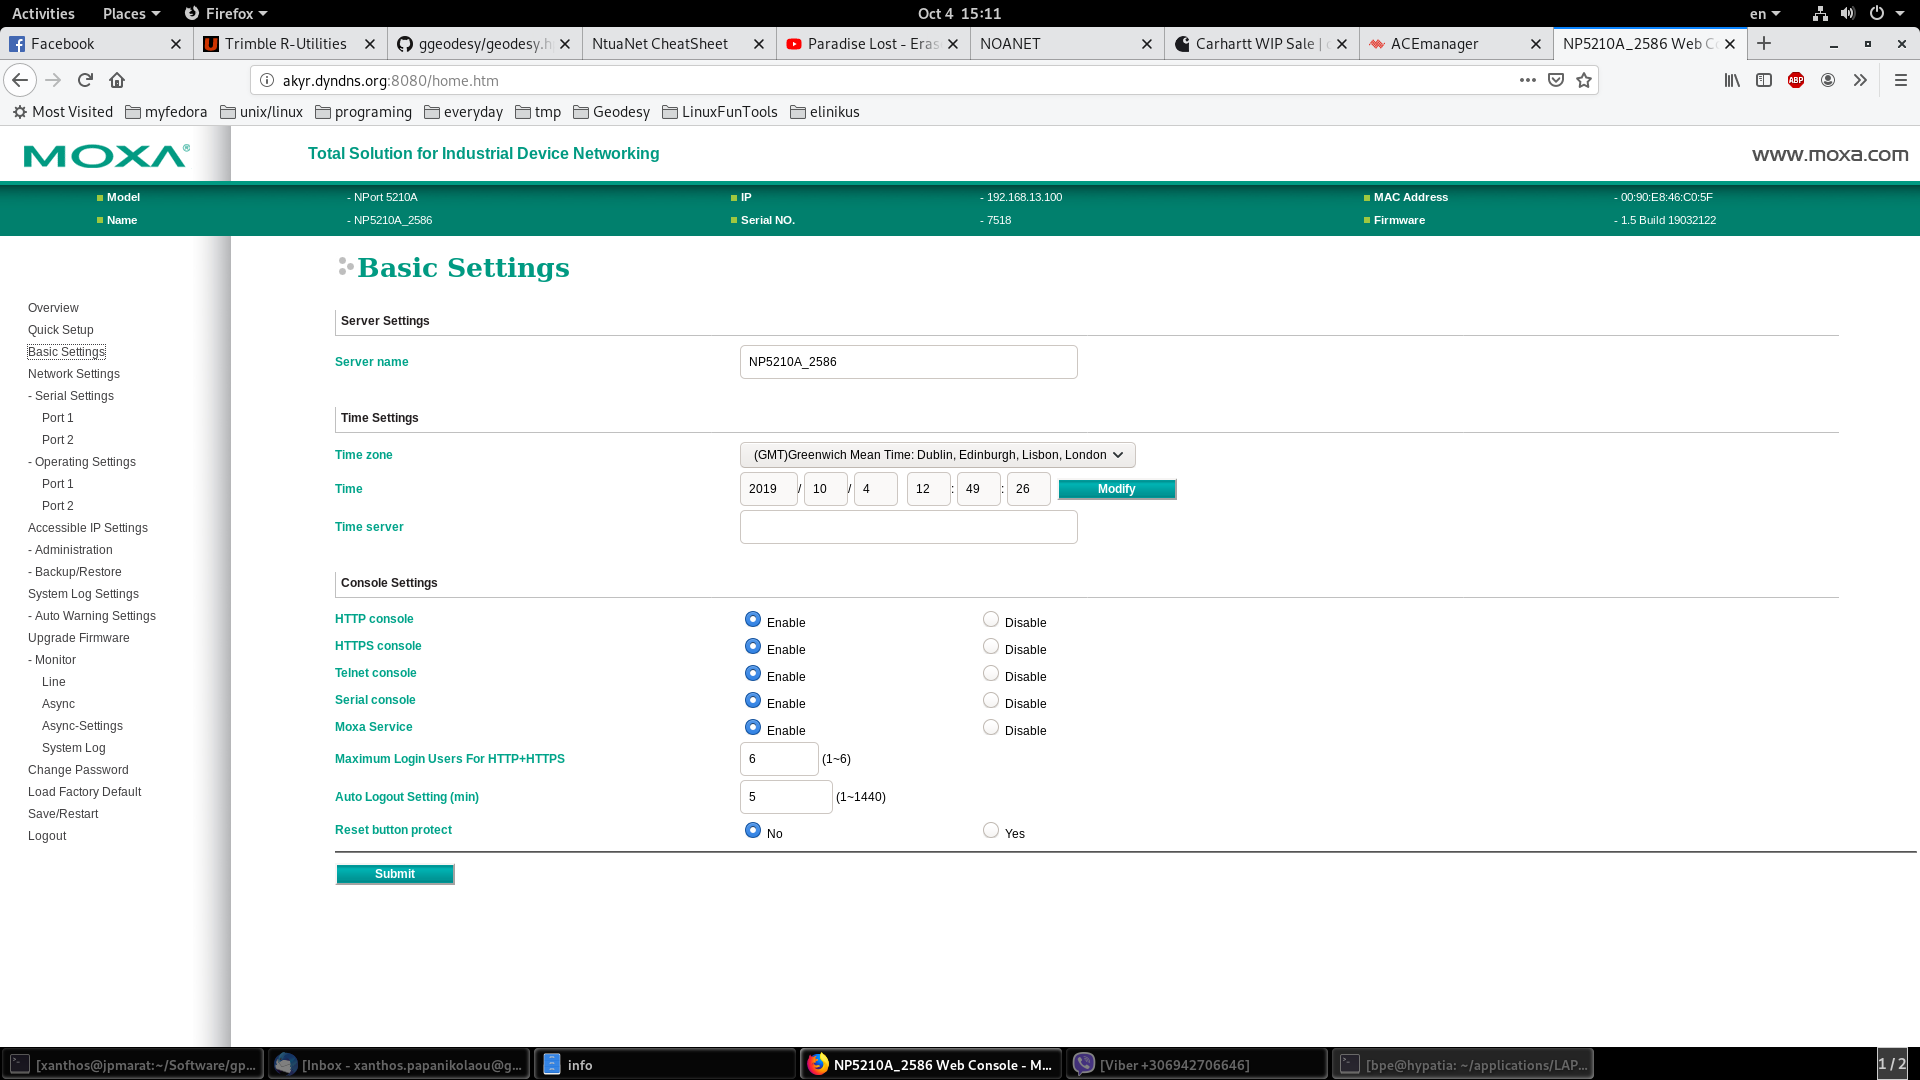 Activities Places Firefox Oct 4 15:11 en
Facebook Trimble R-Utilities ggeodesy/geodesy.h NtuaNet CheatSheet Paradise Lost - Eras NOANET Carhartt WIP Sale | ACEmanager NP5210A_2586 Web Co
akyr.dyndns.org:8080/home.htm
ABP
Most Visited myfedora unix/linux programing everyday tmp Geodesy LinuxFunTools elinikus
MOXA® Total Solution for Industrial Device Networking www.moxa.com
Model - NPort 5210A IP - 192.168.13.100 MAC Address - 00:90:E8:46:C0:5F
Name - NP5210A_2586 Serial NO. - 7518 Firmware - 1.5 Build 19032122
Overview
Quick Setup
Basic Settings
Network Settings
- Serial Settings
Port 1
Port 2
- Operating Settings
Port 1
Port 2
Accessible IP Settings
- Administration
- Backup/Restore
System Log Settings
- Auto Warning Settings
Upgrade Firmware
- Monitor
Line
Async
Async-Settings
System Log
Change Password
Load Factory Default
Save/Restart
Logout
Basic Settings
Server Settings
Server name NP5210A_2586
Time Settings
Time zone (GMT)Greenwich Mean Time: Dublin, Edinburgh, Lisbon, London
Time 2019 / 10 / 4 12 : 49 : 26 Modify
Time server
Console Settings
HTTP console Enable Disable
HTTPS console Enable Disable
Telnet console Enable Disable
Serial console Enable Disable
Moxa Service Enable Disable
Maximum Login Users For HTTP+HTTPS 6 (1~6)
Auto Logout Setting (min) 5 (1~1440)
Reset button protect No Yes
Submit
[xanthos@jpmarat:~/Software/gp... [Inbox - xanthos.papanikolaou@g... info NP5210A_2586 Web Console - M... [Viber +306942706646] [bpe@hypatia: ~/applications/LAP... 1 / 2